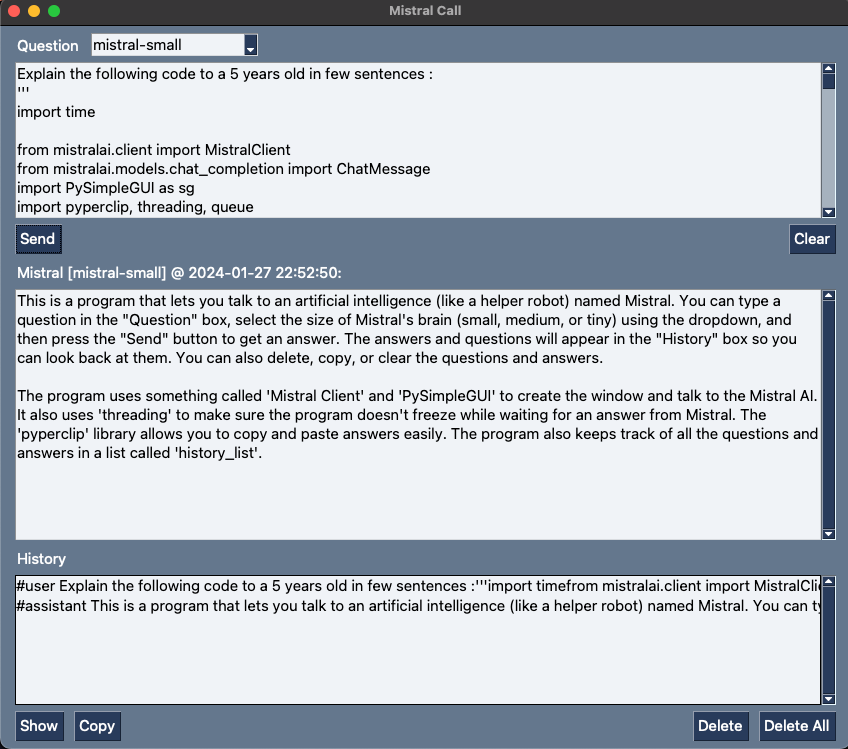 Mistral Call
Question mistral-small
Explain the following code to a 5 years old in few sentences :
'''
import time
from mistralai.client import MistralClient
from mistralai.models.chat_completion import ChatMessage
import PySimpleGUI as sg
import pyperclip, threading, queue
Send Clear
Mistral [mistral-small] @ 2024-01-27 22:52:50:
This is a program that lets you talk to an artificial intelligence (like a helper robot) named Mistral. You can type a
question in the "Question" box, select the size of Mistral's brain (small, medium, or tiny) using the dropdown, and
then press the "Send" button to get an answer. The answers and questions will appear in the "History" box so you
can look back at them. You can also delete, copy, or clear the questions and answers.
The program uses something called 'Mistral Client' and 'PySimpleGUI' to create the window and talk to the Mistral AI.
It also uses 'threading' to make sure the program doesn't freeze while waiting for an answer from Mistral. The
'pyperclip' library allows you to copy and paste answers easily. The program also keeps track of all the questions and
answers in a list called 'history_list'.
History
#user Explain the following code to a 5 years old in few sentences :'''import timefrom mistralai.client import MistralClie
#assistant This is a program that lets you talk to an artificial intelligence (like a helper robot) named Mistral. You can ty
Show Copy Delete Delete All